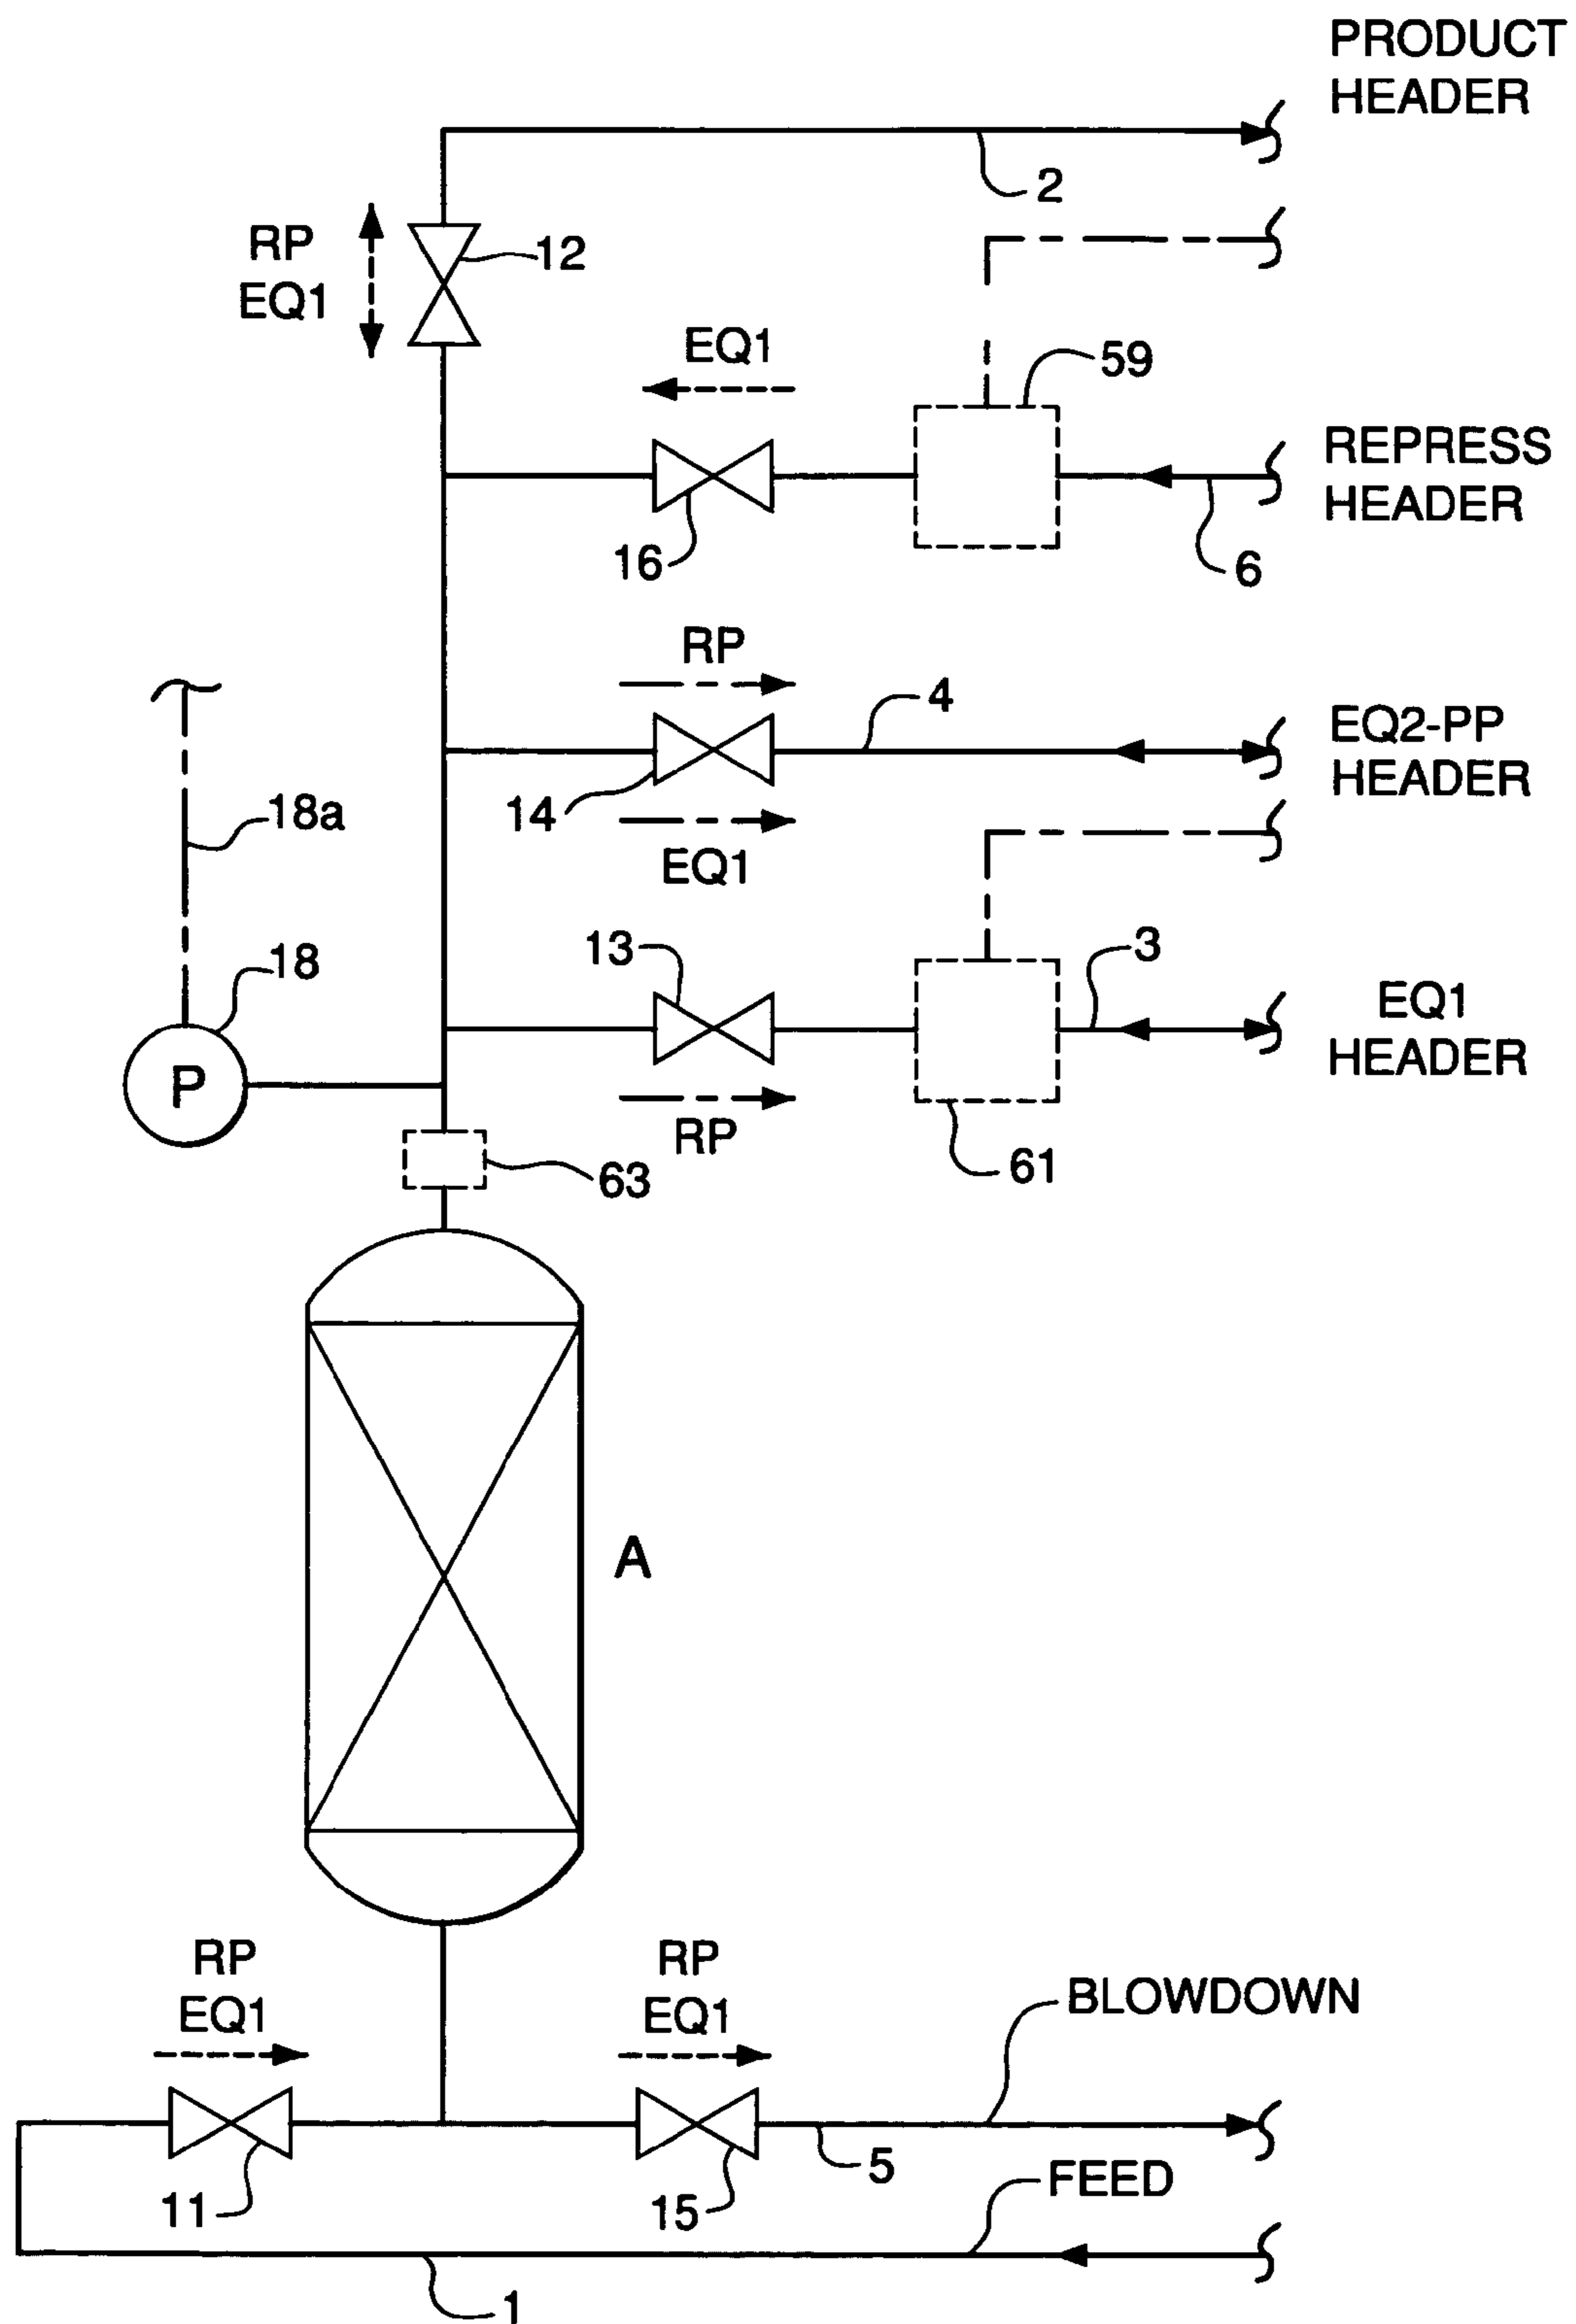 PRODUCT
HEADER
2
RP
EQ1
12
EQ1
59
REPRESS
HEADER
16
6
RP
4
EQ2-PP
HEADER
14
EQ1
18a
13
3
18
EQ1
HEADER
P
RP
63
61
A
RP
EQ1
RP
EQ1
BLOWDOWN
5
FEED
11
15
1